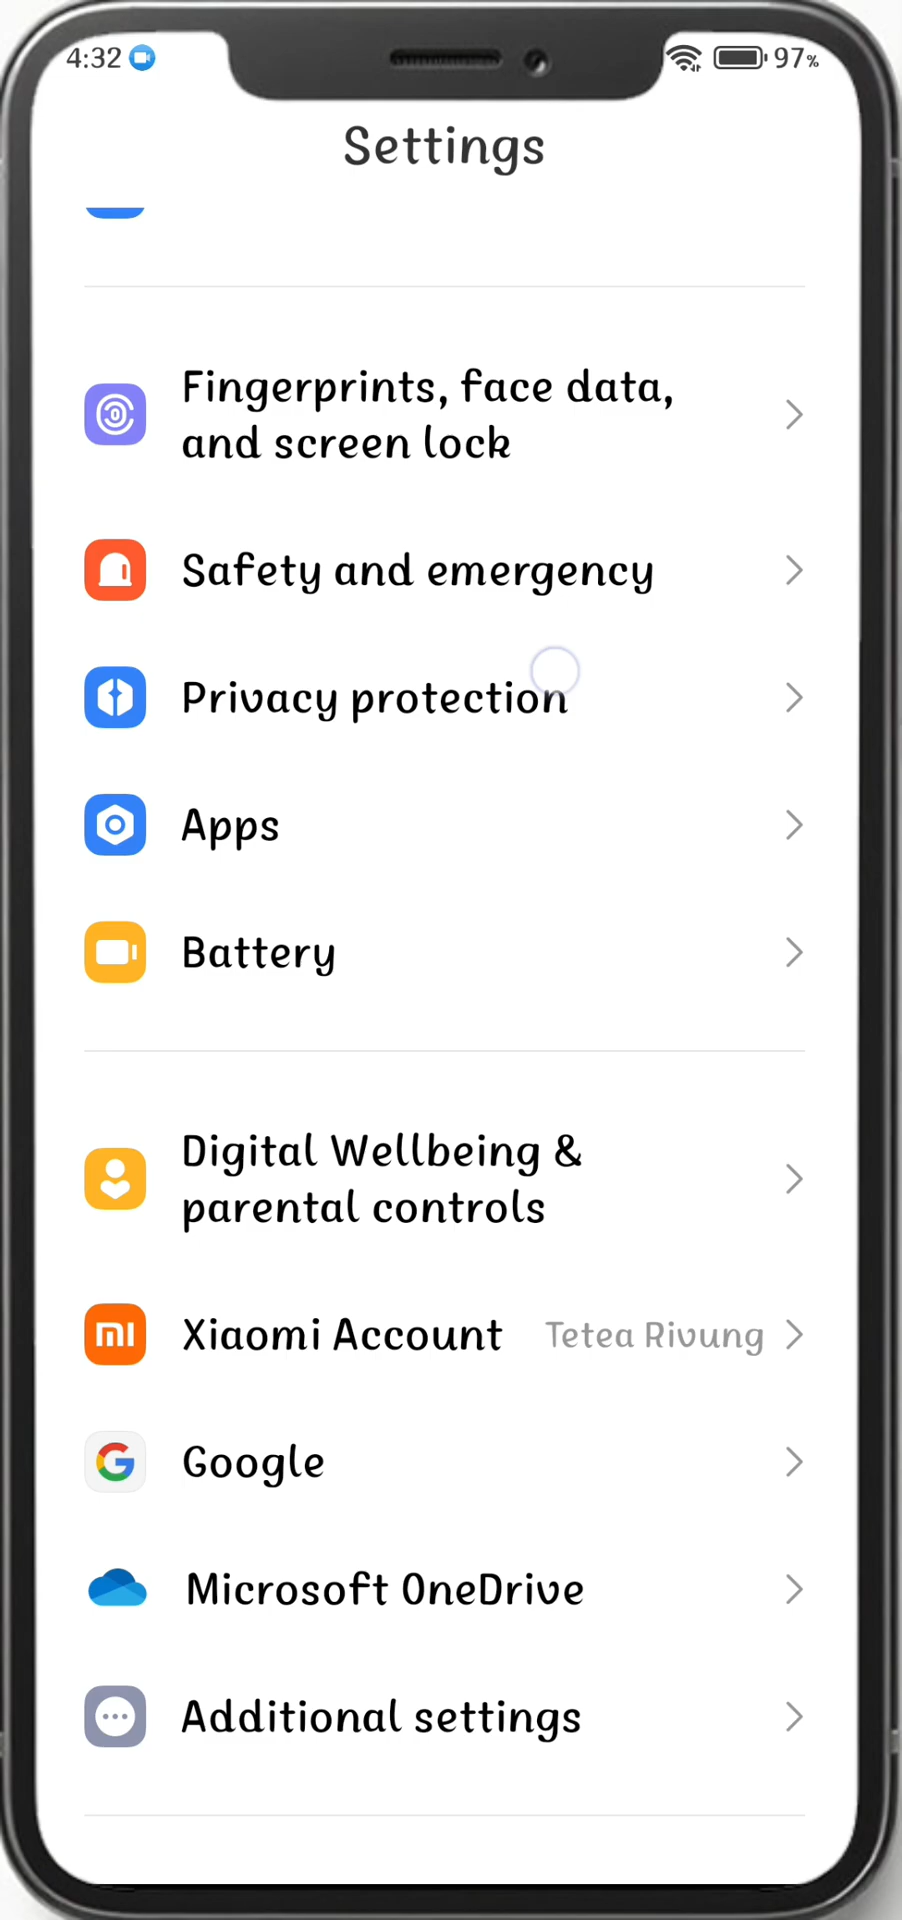 4:32 97%
Settings
Fingerprints, face data,
and screen lock
Safety and emergency
Privacy protection
Apps
Battery
Digital Wellbeing &
parental controls
mi Xiaomi Account Tetea Rivung
Google
Microsoft OneDrive
Additional settings